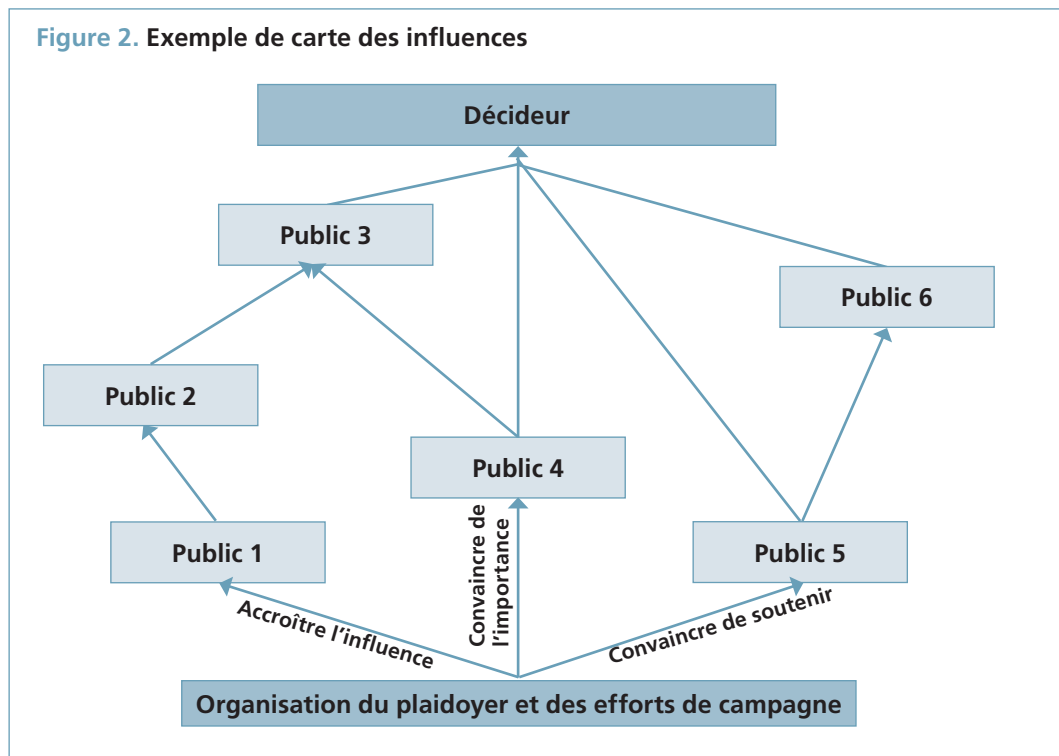 Figure 2. Exemple de carte des influences
Décideur
Public 3
Public 6
Public 2
Public 4
Public 1
Public 5
Accroître l’influence
Convaincre de
l’importance
Convaincre de soutenir
Organisation du plaidoyer et des efforts de campagne